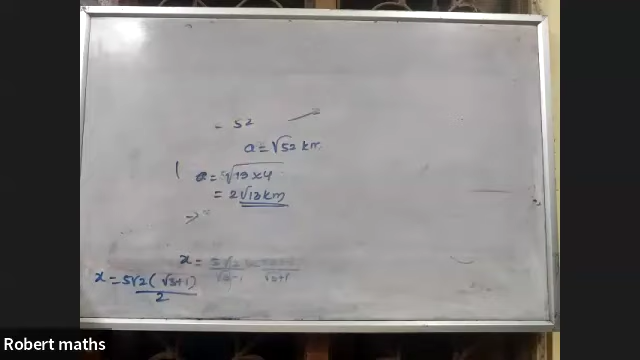 = 52
a = √52 km
a = √13×4
= 2√13 km
x =
x = 5√2(√3+1)
2
Robert maths